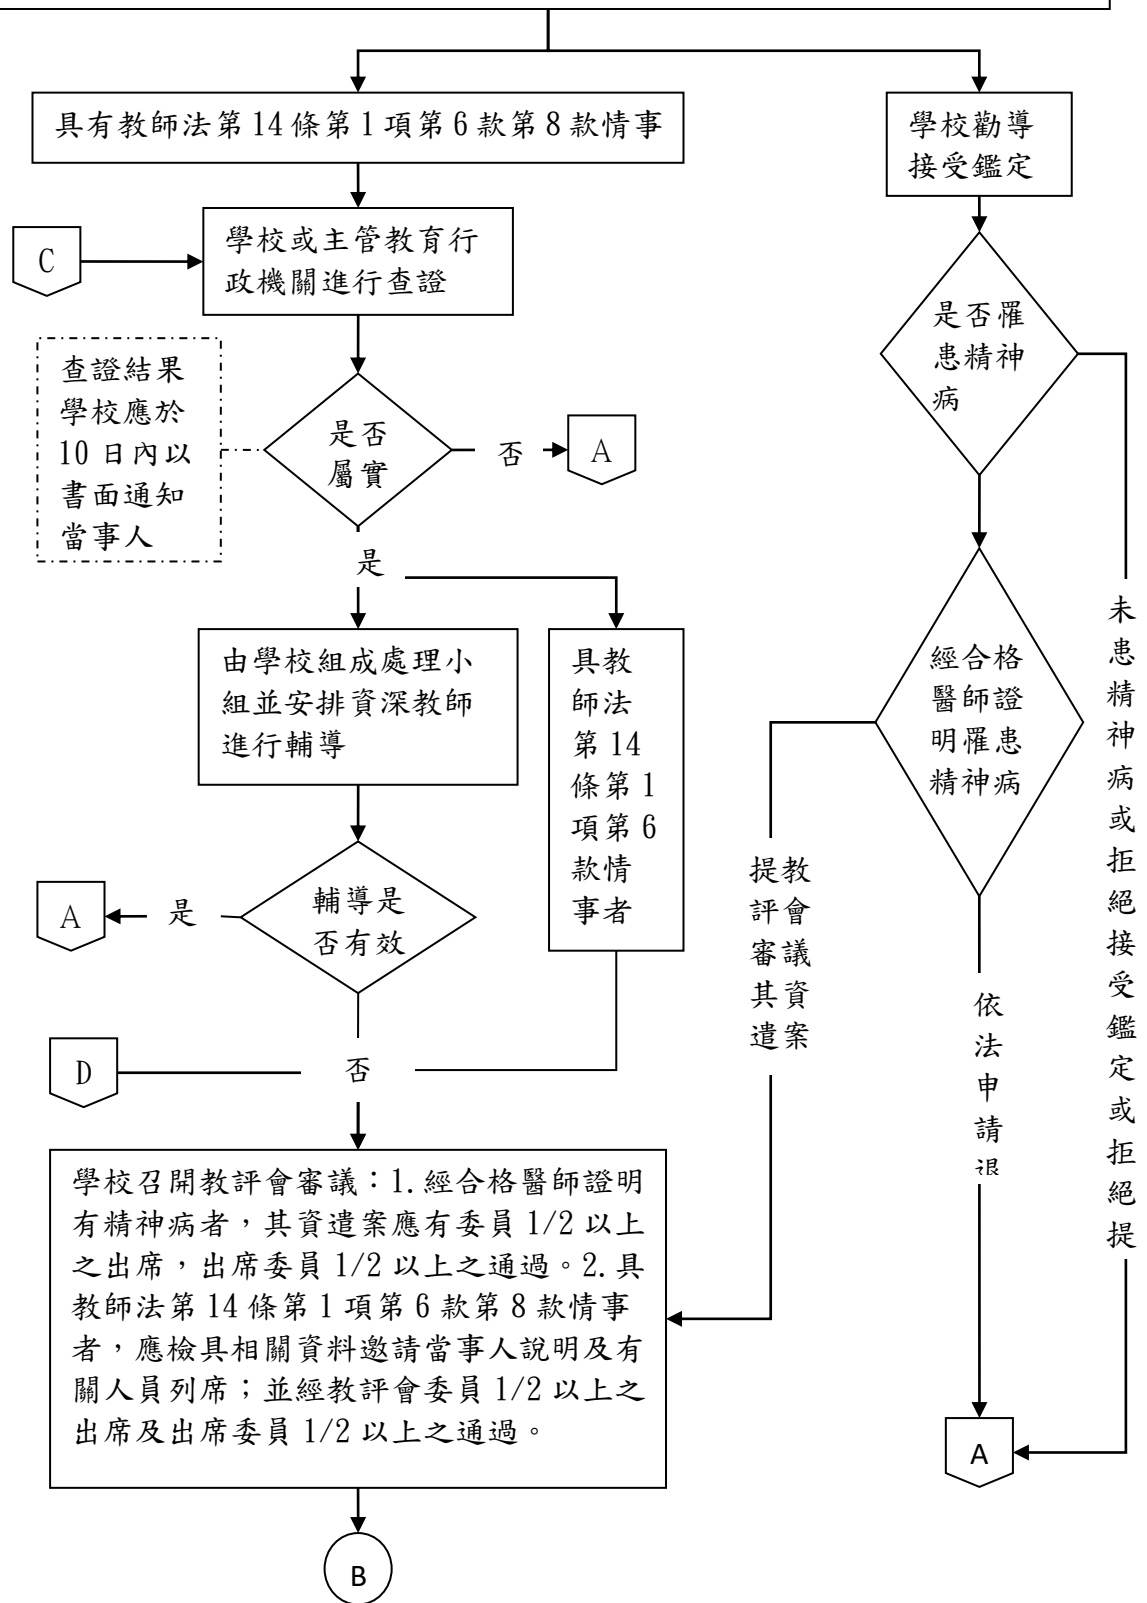 具有教師法第14條第1項第6款第8款情事
學校勸導
接受鑑定
C
學校或主管教育行
政機關進行查證
是否罹
患精神
病
查證結果
學校應於
10日內以
書面通知
當事人
是否
屬實
否
A
是
由學校組成處理小
組並安排資深教師
進行輔導
具教
師法
第14
條第1
項第6
款情
事者
經合格
醫師證
明罹患
精神病
未患精神病或拒絕接受鑑定或拒絕提
輔導是
否有效
是
A
提教
評會
審議
其資
遣案
依法申請退
D
否
學校召開教評會審議：1.經合格醫師證明
有精神病者，其資遣案應有委員1/2以上
之出席，出席委員1/2以上之通過。2.具
教師法第14條第1項第6款第8款情事
者，應檢具相關資料邀請當事人說明及有
關人員列席；並經教評會委員1/2以上之
出席及出席委員1/2以上之通過。
A
B